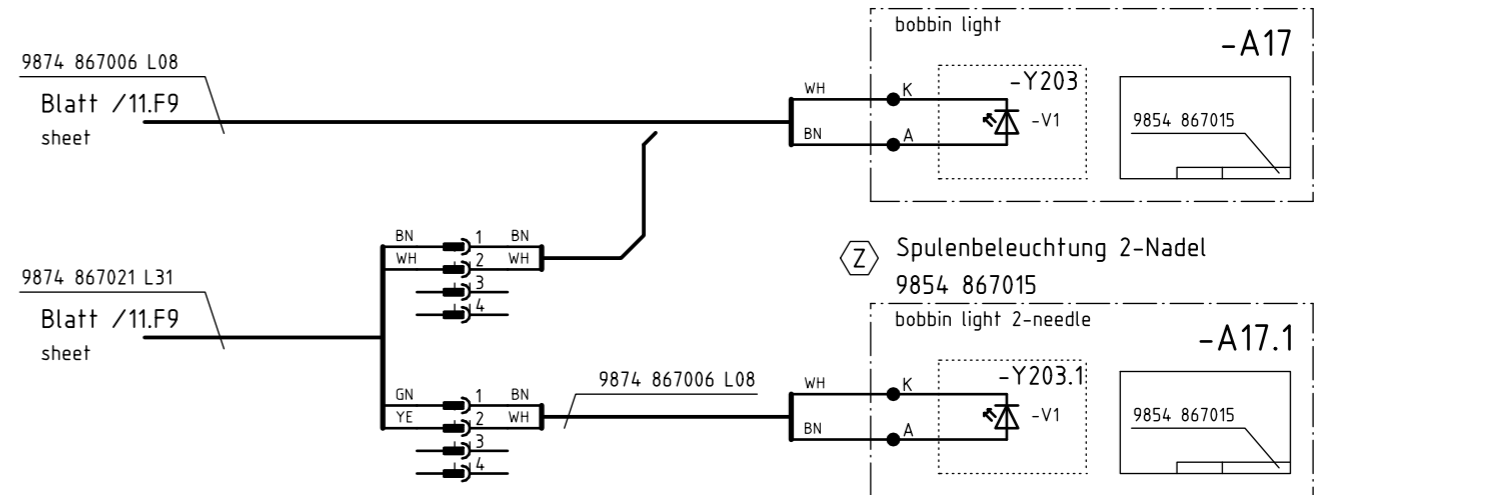 bobbin light
-A17
9874 867006 L08
Blatt /11.F9
sheet
WH
K
-Y203
-V1
BN
A
9854 867015
BN
1
BN
WH
2
WH
3
4
Z
Spulenbeleuchtung 2-Nadel
9854 867015
9874 867021 L31
Blatt /11.F9
sheet
bobbin light 2-needle
-A17.1
9874 867006 L08
GN
1
BN
YE
2
WH
3
4
WH
K
-Y203.1
-V1
BN
A
9854 867015